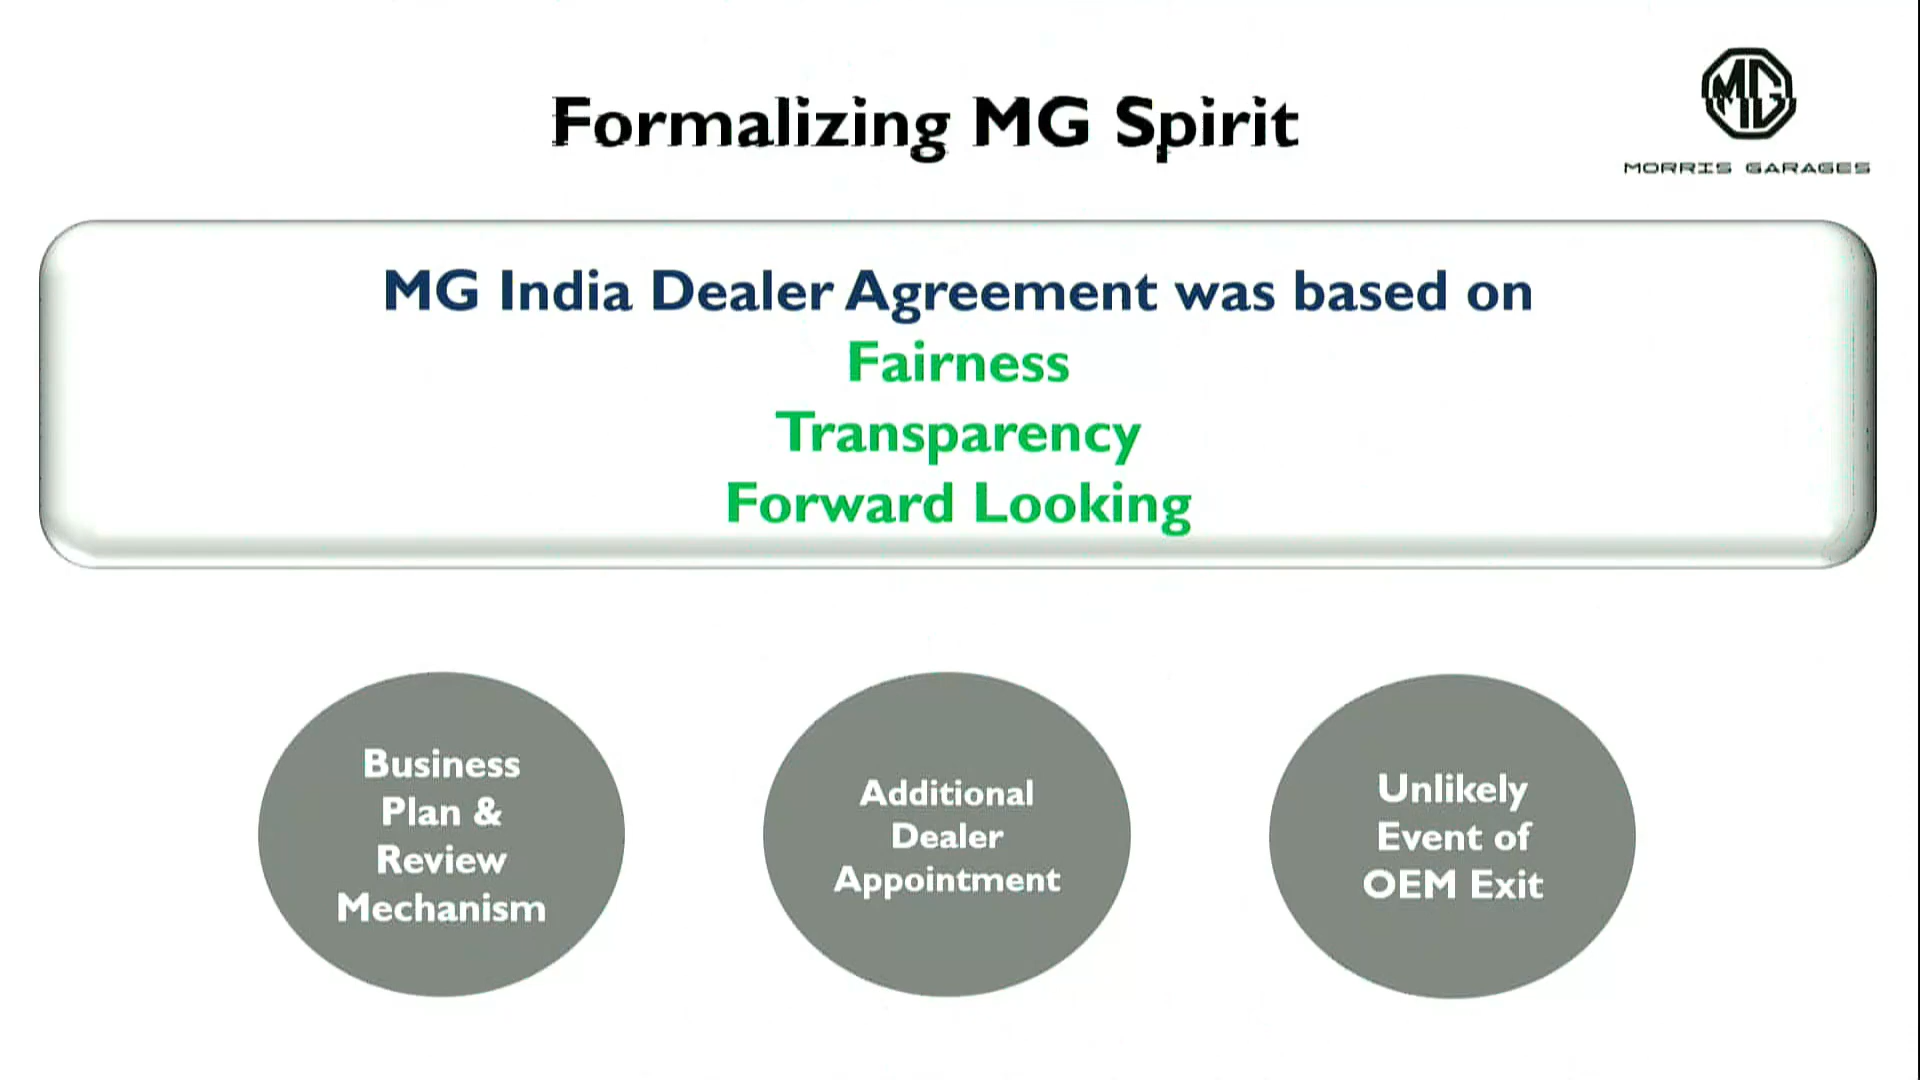 Formalizing MG Spirit
MG
MORRIS GARAGES
MG India Dealer Agreement was based on
Fairness
Transparency
Forward Looking
Business
Plan &
Review
Mechanism
Additional
Dealer
Appointment
Unlikely
Event of
OEM Exit